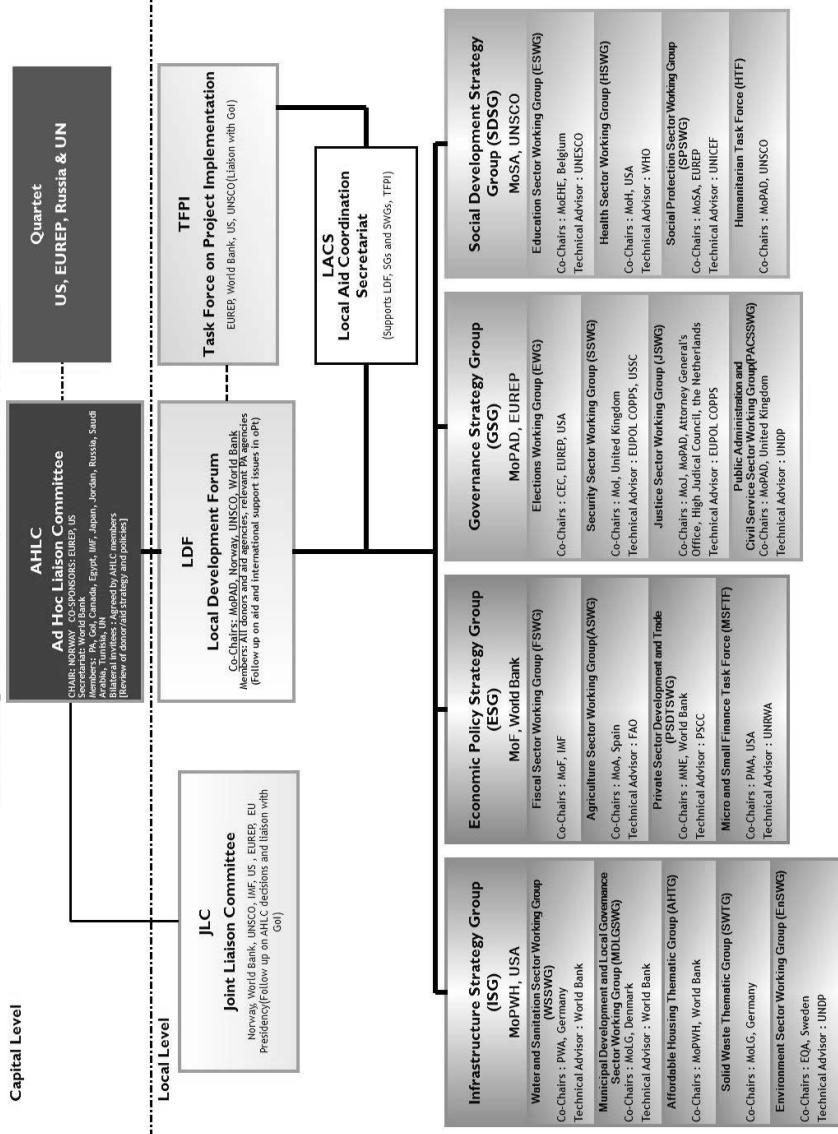 Capital Level
AHLC
Ad Hoc Liaison Committee
CHAIR: NORWAY CO-SPONSORS: EUREP, US
Secretariat: World Bank
Members: PA, GoI, Canada, Egypt, IMF, Japan, Jordan, Russia, Saudi
Arabia, Tunisia, UN
Bilateral invitees : Agreed by AHLC members
[Review of donor/aid strategy and policies]
Quartet
US, EUREP, Russia & UN
Local Level
JLC
Joint Liaison Committee
Norway, World Bank, UNSCO, IMF, US , EUREP, EU
Presidency(Follow up on AHLC decisions and liaison with
GoI)
LDF
Local Development Forum
Co-Chairs: MoPAD, Norway, UNSCO, World Bank
Members: All donors and aid agencies, relevant PA agencies
(Follow up on aid and international support issues in oPt)
TFPI
Task Force on Project Implementation
EUREP, World Bank, US, UNSCO(Liaison with GoI)
LACS
Local Aid Coordination
Secretariat
(Supports LDF, SGs and SWGs, TFPI)
Infrastructure Strategy Group
(ISG)
MoPWH, USA
Water and Sanitation Sector Working Group
(WSSWG)
Co-Chairs : PWA, Germany
Technical Advisor : World Bank
Municipal Development and Local Governance
Sector Working Group (MDLGSWG)
Co-Chairs : MoLG, Denmark
Technical Advisor : World Bank
Affordable Housing Thematic Group (AHTG)
Co-Chairs : MoPWH, World Bank
Solid Waste Thematic Group (SWTG)
Co-Chairs : MoLG, Germany
Environment Sector Working Group (EnSWG)
Co-Chairs : EQA, Sweden
Technical Advisor : UNDP
Economic Policy Strategy Group
(ESG)
MoF, World Bank
Fiscal Sector Working Group (FSWG)
Co-Chairs : MoF, IMF
Agriculture Sector Working Group(ASWG)
Co-Chairs : MoA, Spain
Technical Advisor : FAO
Private Sector Development and Trade
(PSDTSWG)
Co-Chairs : MNE, World Bank
Technical Advisor : PSCC
Micro and Small Finance Task Force (MSFTF)
Co-Chairs : PMA, USA
Technical Advisor : UNRWA
Governance Strategy Group
(GSG)
MoPAD, EUREP
Elections Working Group (EWG)
Co-Chairs : CEC, EUREP, USA
Security Sector Working Group (SSWG)
Co-Chairs : MoI, United Kingdom
Technical Advisor : EUPOL COPPS, USSC
Justice Sector Working Group (JSWG)
Co-Chairs : MoJ, MoPAD, Attorney General's
Office, High Judical Council, the Netherlands
Technical Advisor : EUPOL COPPS
Public Administration and
Civil Service Sector Working Group(PACSSWG)
Co-Chairs : MoPAD, United Kingdom
Technical Advisor : UNDP
Social Development Strategy
Group (SDSG)
MoSA, UNSCO
Education Sector Working Group (ESWG)
Co-Chairs : MoEHE, Belgium
Technical Advisor : UNESCO
Health Sector Working Group (HSWG)
Co-Chairs : MoH, USA
Technical Advisor : WHO
Social Protection Sector Working Group
(SPSWG)
Co-Chairs : MoSA, EUREP
Technical Advisor : UNICEF
Humanitarian Task Force (HTF)
Co-Chairs : MoPAD, UNSCO